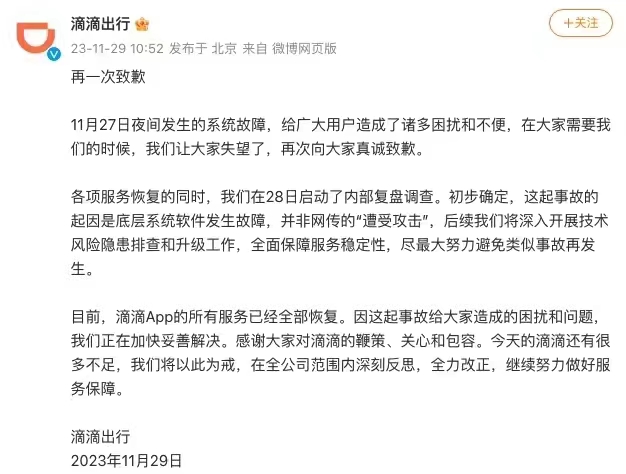 滴滴出行
+关注
23-11-29 10:52 发布于 北京 来自 微博网页版
再一次致歉
11月27日夜间发生的系统故障，给广大用户造成了诸多困扰和不便，在大家需要我
们的时候，我们让大家失望了，再次向大家真诚致歉。
各项服务恢复的同时，我们在28日启动了内部复盘调查。初步确定，这起事故的
起因是底层系统软件发生故障，并非网传的“遭受攻击”，后续我们将深入开展技术
风险隐患排查和升级工作，全面保障服务稳定性，尽最大努力避免类似事故再发
生。
目前，滴滴App的所有服务已经全部恢复。因这起事故给大家造成的困扰和问题，
我们正在加快妥善解决。感谢大家对滴滴的鞭策、关心和包容。今天的滴滴还有很
多不足，我们将以此为戒，在全公司范围内深刻反思，全力改正，继续努力做好服
务保障。
滴滴出行
2023年11月29日